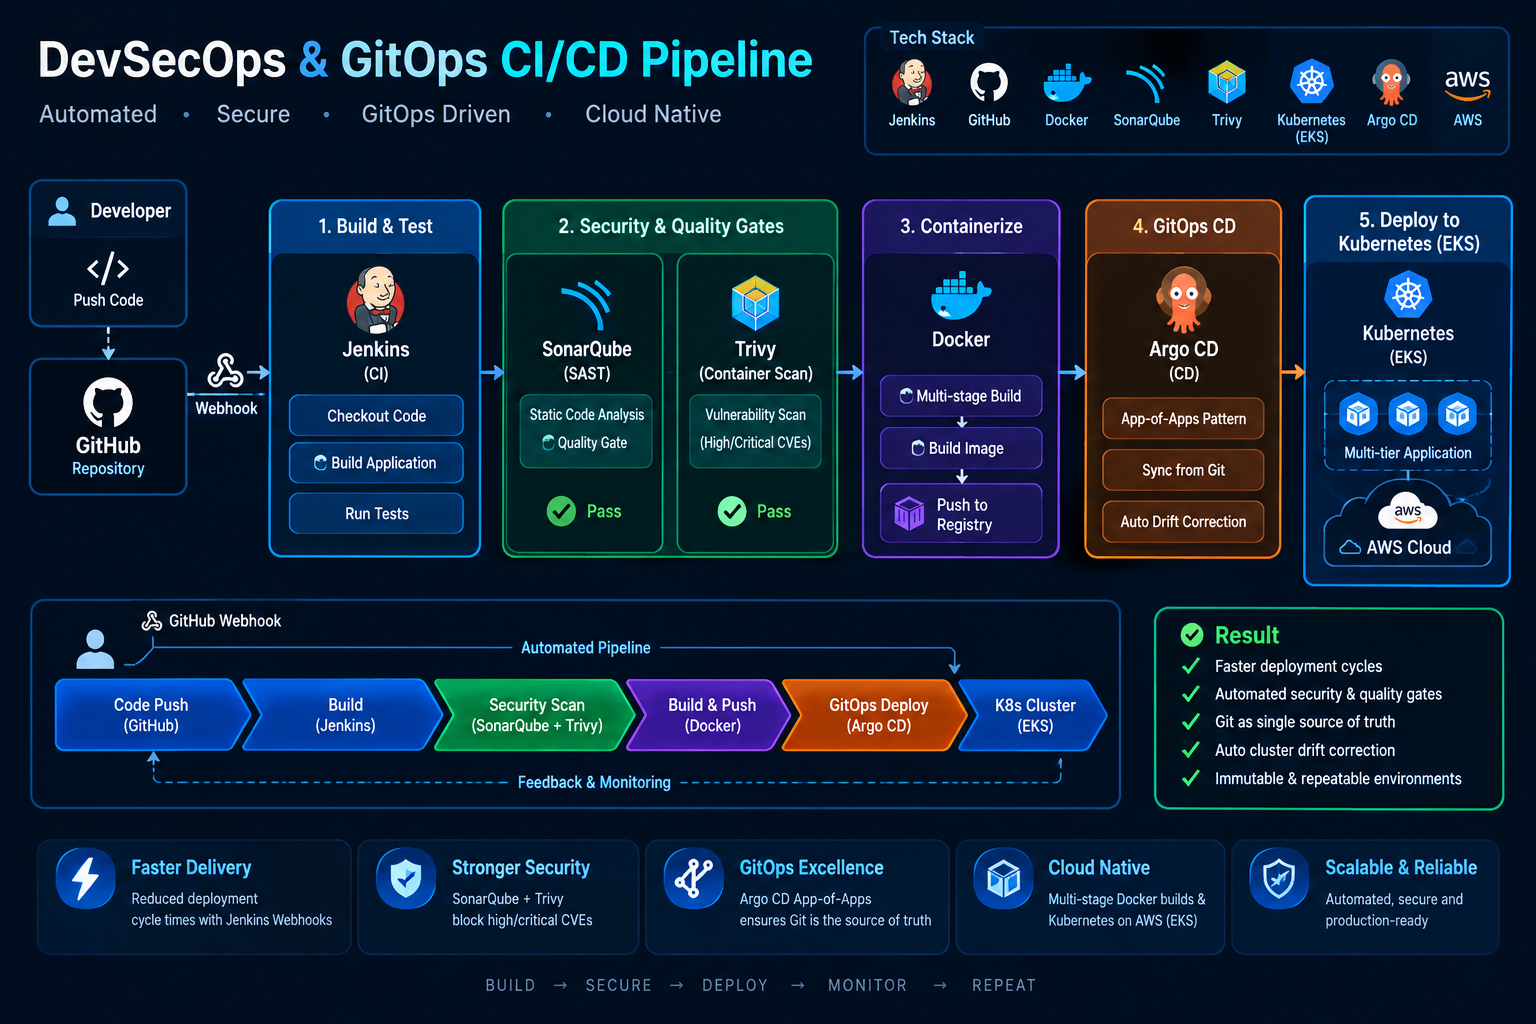 DevSecOps & GitOps CI/CD Pipeline
Automated • Secure • GitOps Driven • Cloud Native
Tech Stack
Jenkins
GitHub
Docker
SonarQube
Trivy
Kubernetes
(EKS)
Argo CD
aws
AWS
Developer
</>
Push Code
GitHub
Repository
Webhook
1. Build & Test
Jenkins
(CI)
Checkout Code
Build Application
Run Tests
2. Security & Quality Gates
SonarQube
(SAST)
Static Code Analysis
Quality Gate
Pass
Trivy
(Container Scan)
Vulnerability Scan
(High/Critical CVEs)
Pass
3. Containerize
Docker
Multi-stage Build
Build Image
Push to
Registry
4. GitOps CD
Argo CD
(CD)
App-of-Apps Pattern
Sync from Git
Auto Drift Correction
5. Deploy to
Kubernetes (EKS)
Kubernetes
(EKS)
Multi-tier Application
aws
AWS Cloud
GitHub Webhook
Automated Pipeline
Code Push
(GitHub)
Build
(Jenkins)
Security Scan
(SonarQube + Trivy)
Build & Push
(Docker)
GitOps Deploy
(Argo CD)
K8s Cluster
(EKS)
Feedback & Monitoring
Result
Faster deployment cycles
Automated security & quality gates
Git as single source of truth
Auto cluster drift correction
Immutable & repeatable environments
Faster Delivery
Reduced deployment
cycle times with Jenkins Webhooks
Stronger Security
SonarQube + Trivy
block high/critical CVEs
GitOps Excellence
Argo CD App-of-Apps
ensures Git is the source of truth
Cloud Native
Multi-stage Docker builds &
Kubernetes on AWS (EKS)
Scalable & Reliable
Automated, secure and
production-ready
BUILD → SECURE → DEPLOY → MONITOR → REPEAT